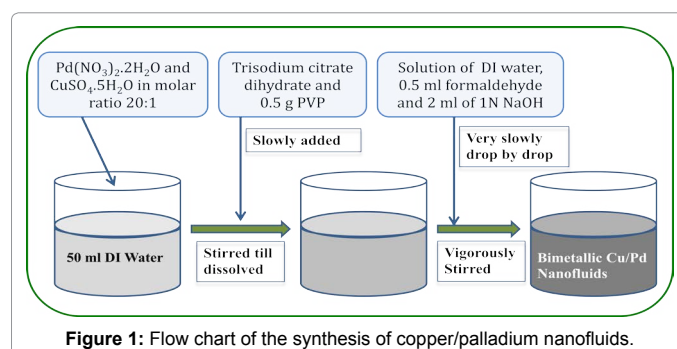 Pd(NO₃)₂.2H₂O and
CuSO₄.5H₂O in molar
ratio 20:1
Trisodium citrate
dihydrate and
0.5 g PVP
Solution of DI water,
0.5 ml formaldehyde
and 2 ml of 1N NaOH
Slowly added
Very slowly
drop by drop
50 ml DI Water
Stirred till
dissolved
Vigorously
Stirred
Bimetallic Cu/Pd
Nanofluids
Figure 1: Flow chart of the synthesis of copper/palladium nanofluids.